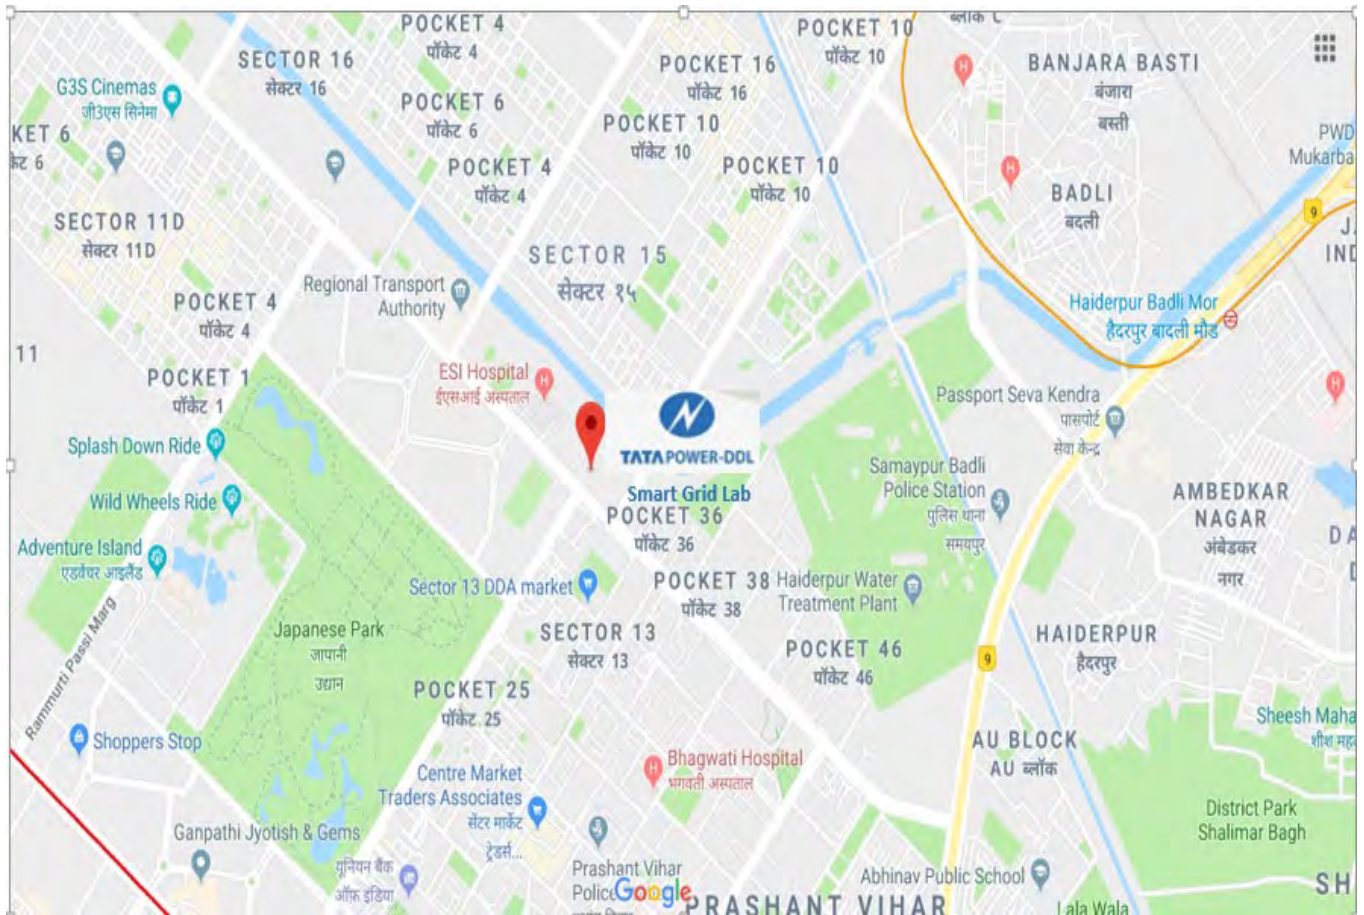 POCKET 4
पॉकेट 4
POCKET 10
पॉकेट 10
ब्लॉक C
SECTOR 16
सेक्टर 16
POCKET 16
पॉकेट 16
BANJARA BASTI
बंजारा
बस्ती
G3S Cinemas
जी3एस सिनेमा
POCKET 6
पॉकेट 6
POCKET 10
पॉकेट 10
KET 6
केट 6
PWD
Mukarba
POCKET 4
पॉकेट 4
POCKET 10
पॉकेट 10
BADLI
बदली
9
SECTOR 11D
सेक्टर 11D
SECTOR 15
सेक्टर १५
IND
Regional Transport
Authority
POCKET 4
पॉकेट 4
Haiderpur Badli Mor
हैदरपुर बादली मोड
11
POCKET 1
पॉकेट 1
ESI Hospital
ईएसआई अस्पताल
Passport Seva Kendra
पासपोर्ट
सेवा केन्द्र
Splash Down Ride
TATA POWER-DDL
Smart Grid Lab
Samaypur Badli
Police Station
पुलिस थाना
समयपुर
Wild Wheels Ride
POCKET 36
पॉकेट 36
AMBEDKAR
NAGAR
अंबेडकर
नगर
DA
Adventure Island
एडवेंचर आइलैंड
Sector 13 DDA market
POCKET 38
पॉकेट 38
Haiderpur Water
Treatment Plant
Rammurti Passi Marg
Japanese Park
जापानी
उद्यान
SECTOR 13
सेक्टर 13
POCKET 46
पॉकेट 46
9
HAIDERPUR
हैदरपुर
POCKET 25
पॉकेट 25
Shoppers Stop
Bhagwati Hospital
भगवती अस्पताल
AU BLOCK
AU ब्लॉक
Sheesh Maha
शीश मह
Centre Market
Traders Associates
सेंटर मार्केट
ट्रेडर्स...
District Park
Shalimar Bagh
Ganpathi Jyotish & Gems
यूनियन बैंक
ऑफ़ इंडिया
Prashant Vihar
Police
Google
PRASHANT VIHAR
Abhinav Public School
SH
Lala Wala